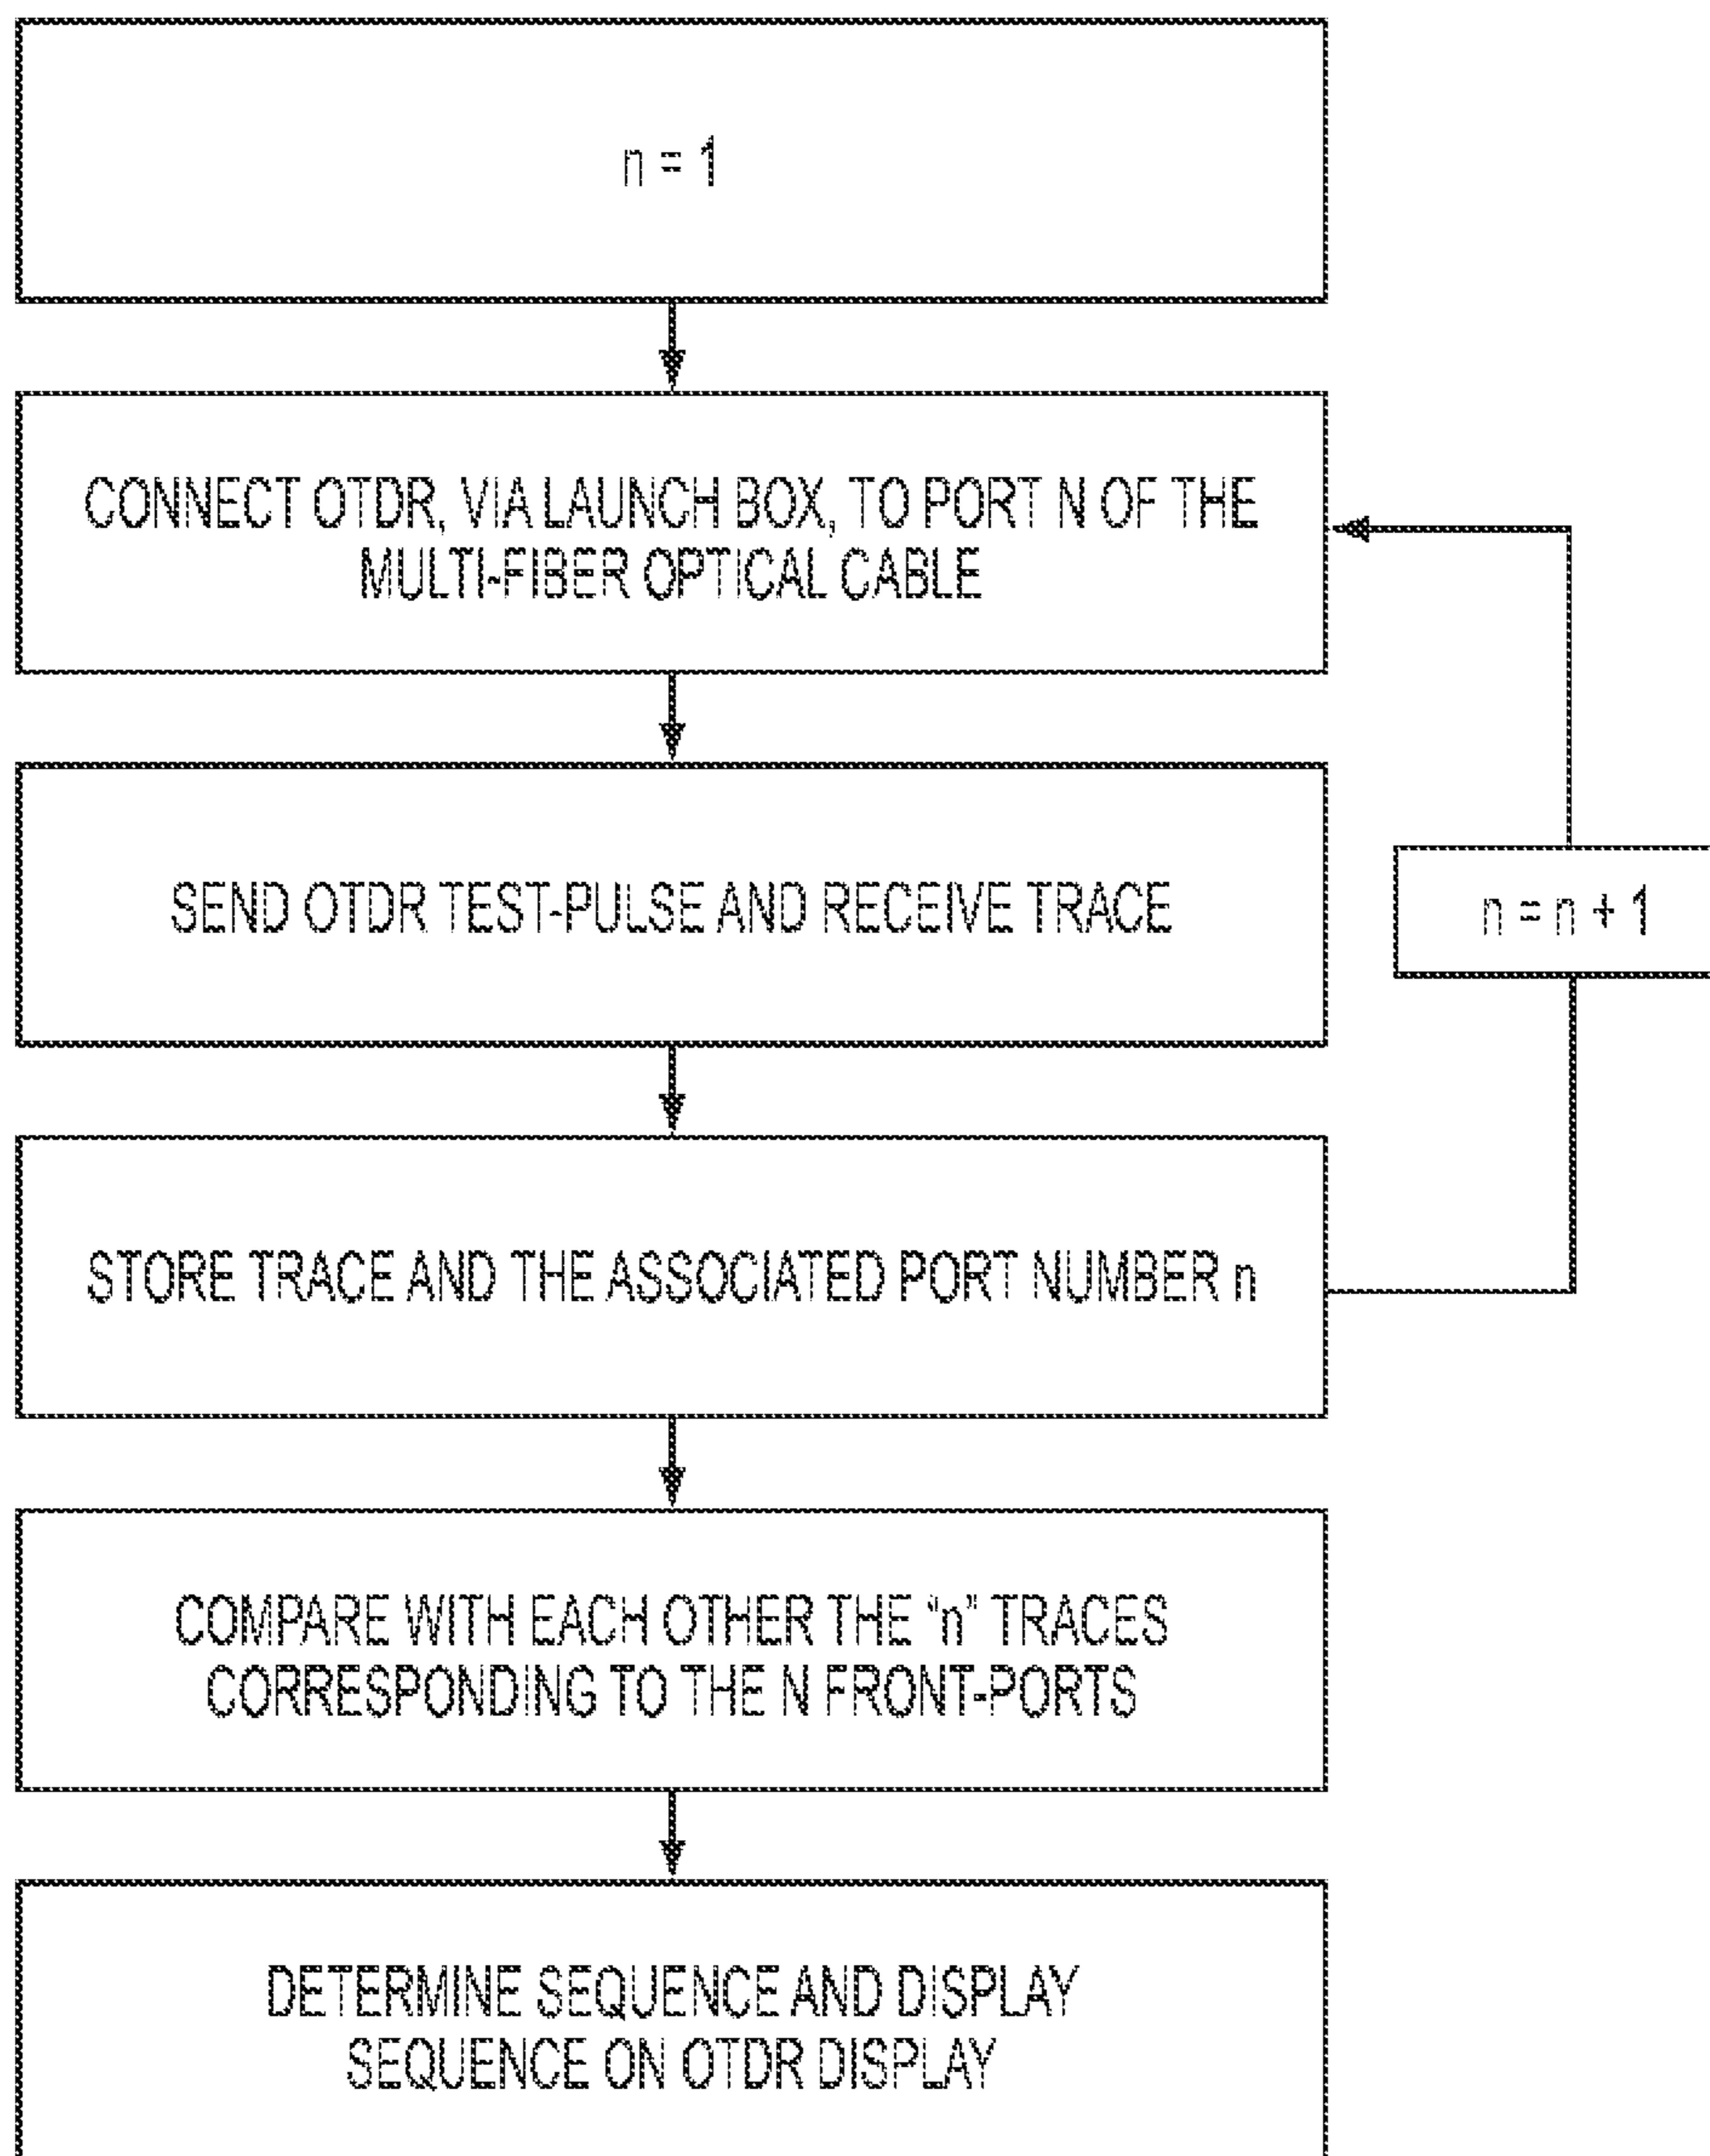 n = 1
CONNECT OTDR, VIA LAUNCH BOX, TO PORT N OF THE
MULTI-FIBER OPTICAL CABLE
SEND OTDR TEST-PULSE AND RECEIVE TRACE
n = n + 1
STORE TRACE AND THE ASSOCIATED PORT NUMBER n
COMPARE WITH EACH OTHER THE "n" TRACES
CORRESPONDING TO THE N FRONT-PORTS
DETERMINE SEQUENCE AND DISPLAY
SEQUENCE ON OTDR DISPLAY